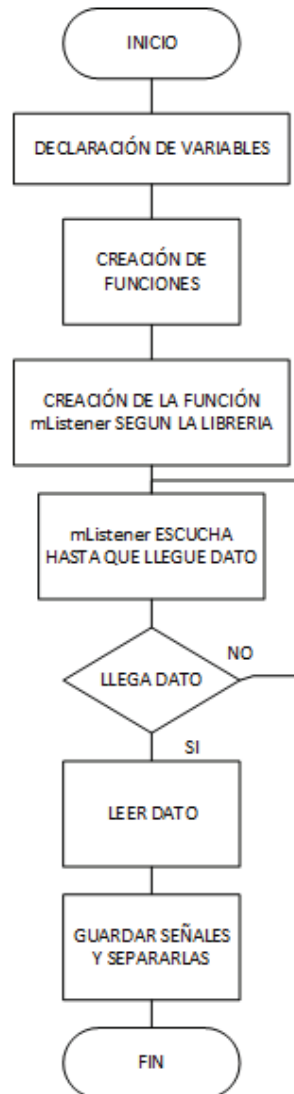 INICIO
DECLARACIÓN DE VARIABLES
CREACIÓN DE
FUNCIONES
CREACIÓN DE LA FUNCIÓN
mListener SEGUN LA LIBRERIA
mListener ESCUCHA
HASTA QUE LLEGUE DATO
LLEGA DATO
NO
SI
LEER DATO
GUARDAR SEÑALES
Y SEPARARLAS
FIN